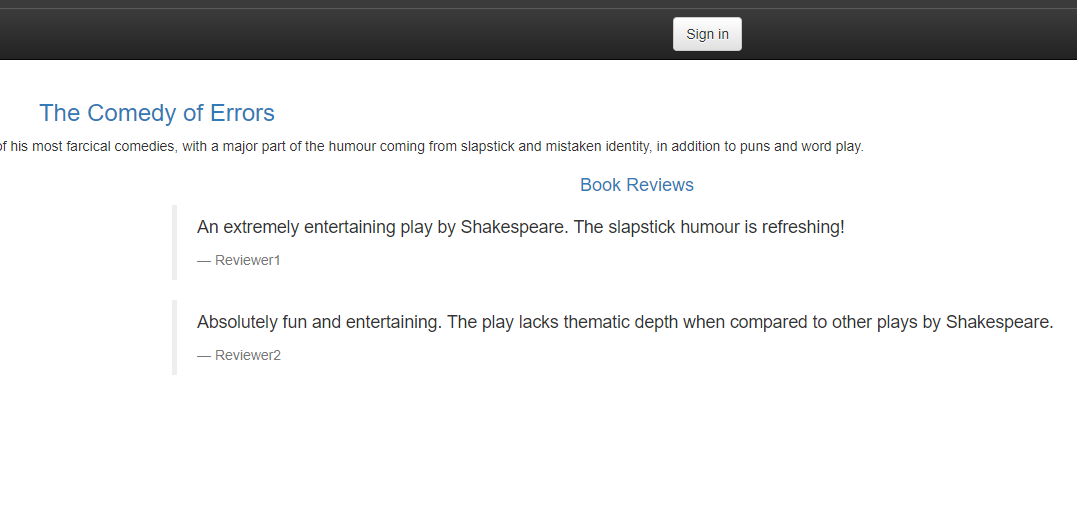 Sign in
The Comedy of Errors
of his most farcical comedies, with a major part of the humour coming from slapstick and mistaken identity, in addition to puns and word play.
Book Reviews
An extremely entertaining play by Shakespeare. The slapstick humour is refreshing!
— Reviewer1
Absolutely fun and entertaining. The play lacks thematic depth when compared to other plays by Shakespeare.
— Reviewer2